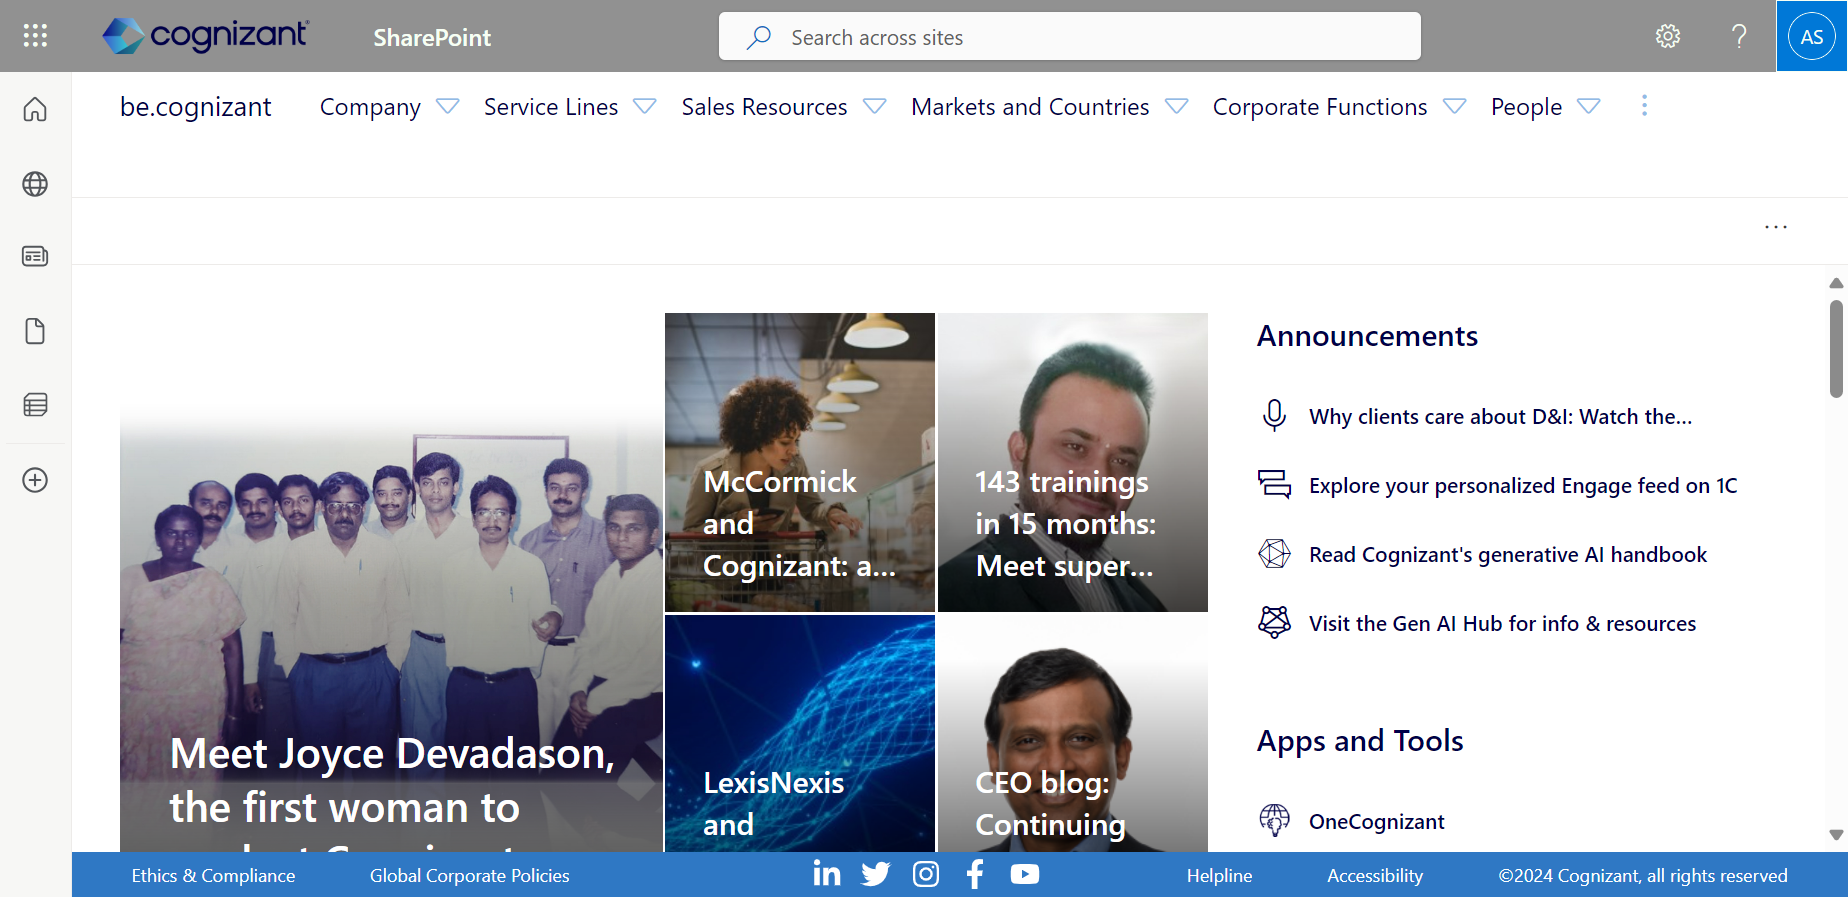 cognizant
SharePoint
Search across sites
?
AS
be.cognizant
Company
Service Lines
Sales Resources
Markets and Countries
Corporate Functions
People
...
McCormick
and
Cognizant: a...
143 trainings
in 15 months:
Meet super...
Meet Joyce Devadason,
the first woman to
LexisNexis
and
CEO blog:
Continuing
Announcements
Why clients care about D&I: Watch the...
Explore your personalized Engage feed on 1C
Read Cognizant's generative AI handbook
Visit the Gen AI Hub for info & resources
Apps and Tools
OneCognizant
Ethics & Compliance
Global Corporate Policies
in
Helpline
Accessibility
©2024 Cognizant, all rights reserved